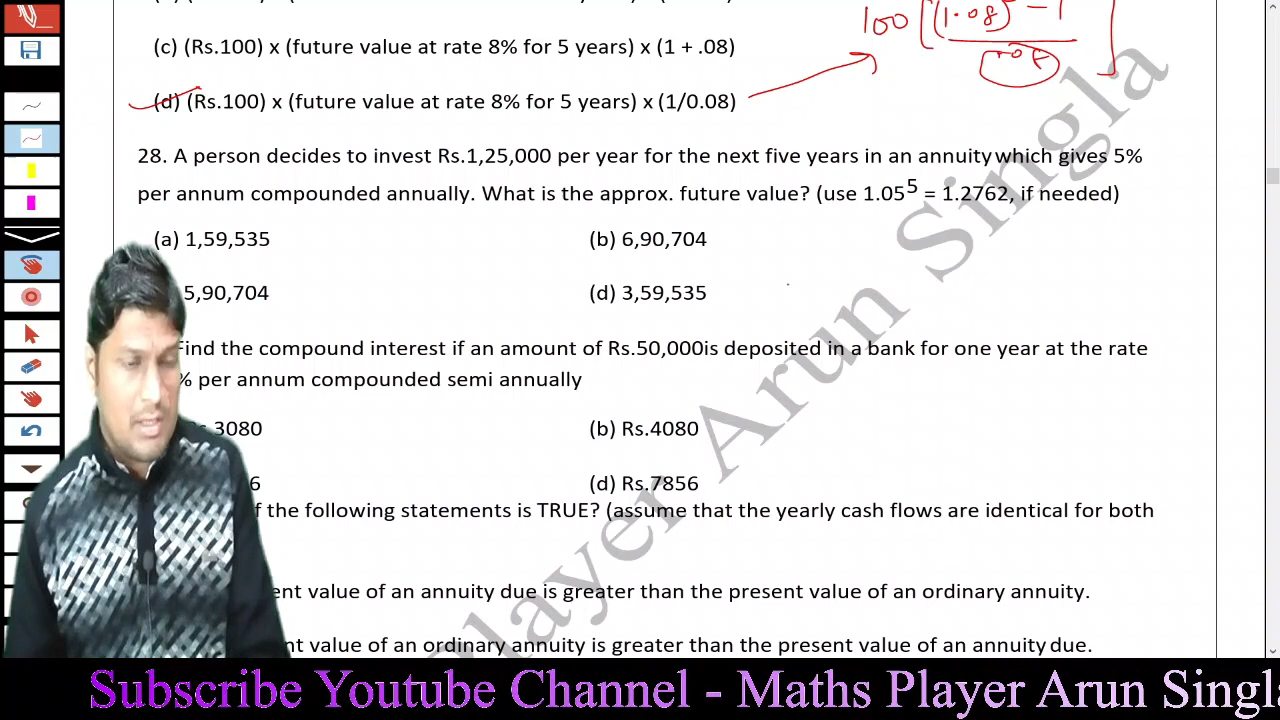 100 [(1.08) - 1
.08]
(c) (Rs.100) x (future value at rate 8% for 5 years) x (1 + .08)
(d) (Rs.100) x (future value at rate 8% for 5 years) x (1/0.08)
28. A person decides to invest Rs.1,25,000 per year for the next five years in an annuity which gives 5%
per annum compounded annually. What is the approx. future value? (use 1.05⁵ = 1.2762, if needed)
(a) 1,59,535 (b) 6,90,704
5,90,704 (d) 3,59,535
Find the compound interest if an amount of Rs.50,000is deposited in a bank for one year at the rate
% per annum compounded semi annually
3080 (b) Rs.4080
6 (d) Rs.7856
f the following statements is TRUE? (assume that the yearly cash flows are identical for both
ent value of an annuity due is greater than the present value of an ordinary annuity.
nt value of an ordinary annuity is greater than the present value of an annuity due.
Player Arun Singla
Subscribe Youtube Channel - Maths Player Arun Singl